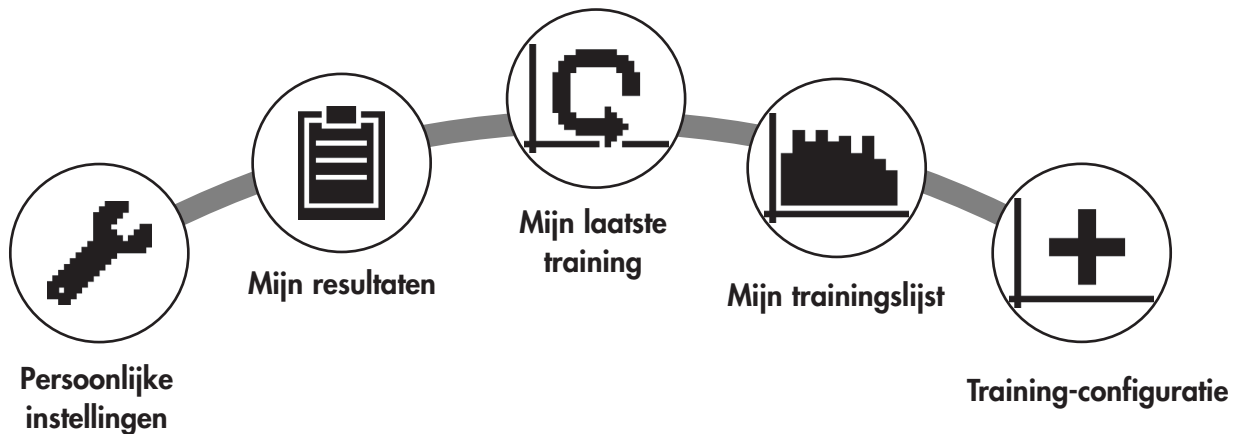 Persoonlijke
instellingen
Mijn resultaten
Mijn laatste
training
Mijn trainingslijst
Training-configuratie